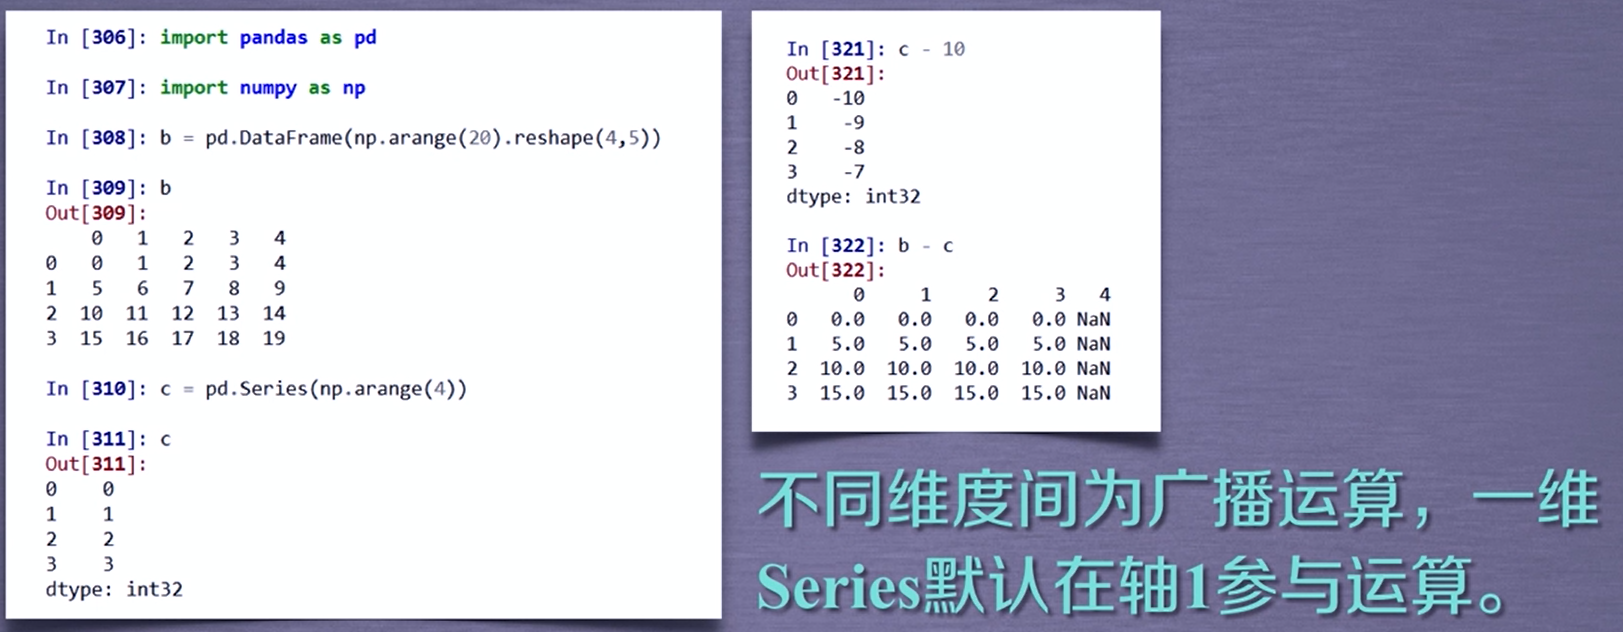 In [306]: import pandas as pd
In [307]: import numpy as np
In [308]: b = pd.DataFrame(np.arange(20).reshape(4,5))
In [309]: b
Out[309]:
    0   1   2   3   4
0   0   1   2   3   4
1   5   6   7   8   9
2  10  11  12  13  14
3  15  16  17  18  19
In [310]: c = pd.Series(np.arange(4))
In [311]: c
Out[311]:
0    0
1    1
2    2
3    3
dtype: int32
In [321]: c - 10
Out[321]:
0   -10
1    -9
2    -8
3    -7
dtype: int32
In [322]: b - c
Out[322]:
      0     1     2     3   4
0   0.0   0.0   0.0   0.0 NaN
1   5.0   5.0   5.0   5.0 NaN
2  10.0  10.0  10.0  10.0 NaN
3  15.0  15.0  15.0  15.0 NaN
不同维度间为广播运算，一维
Series默认在轴1参与运算。